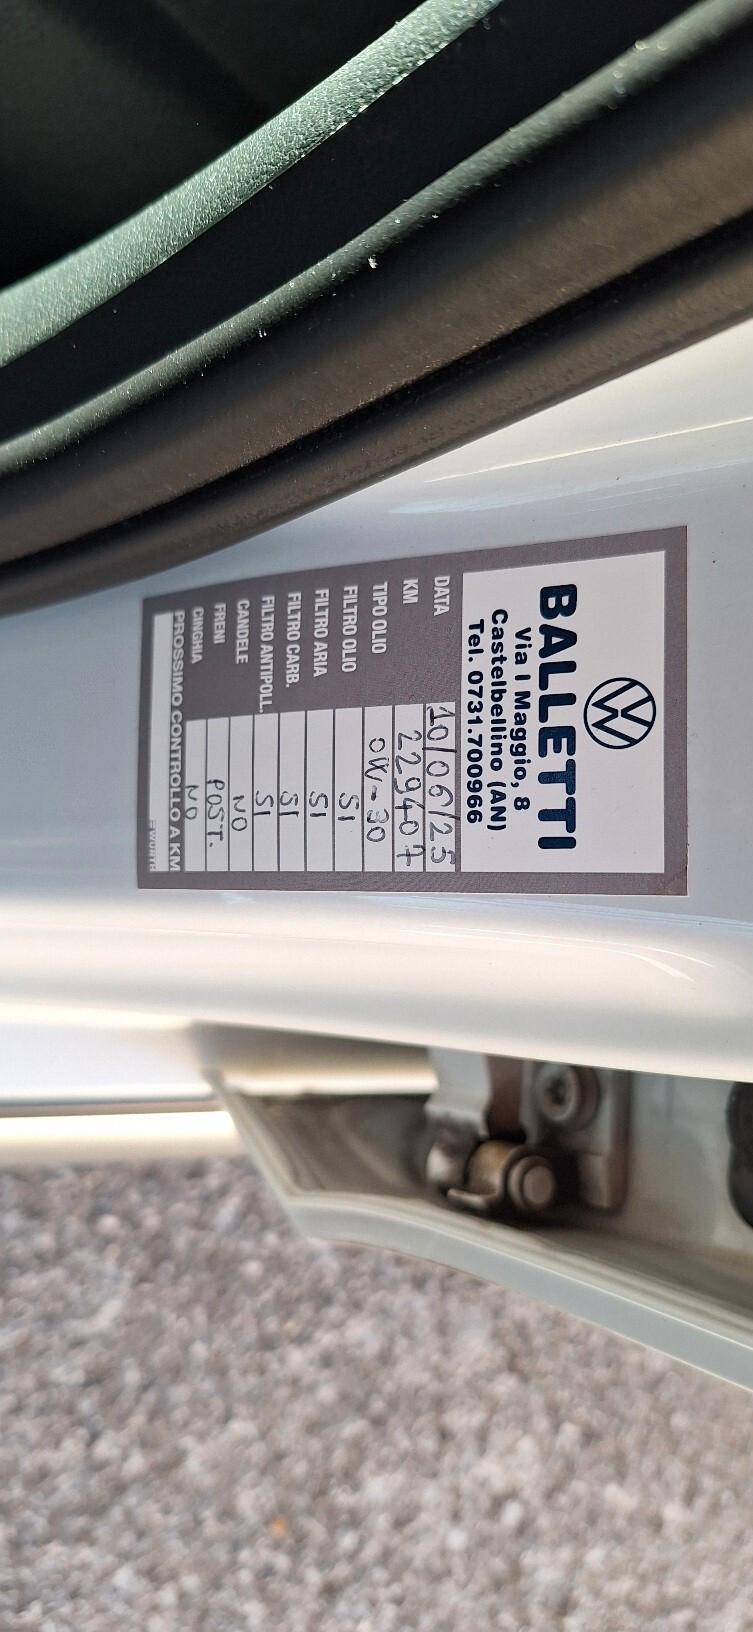 BALLETTI
Via I Maggio, 8
Castelbellino (AN)
Tel. 0731.700966
DATA 10/06/25
KM 229407
TIPO OLIO 0W-30
FILTRO OLIO SI
FILTRO ARIA SI
FILTRO CARB. SI
FILTRO ANTIPOLL. SI
CANDELE NO
FRENI POST.
CINGHIA NO
PROSSIMO CONTROLLO A KM
WÜRTH